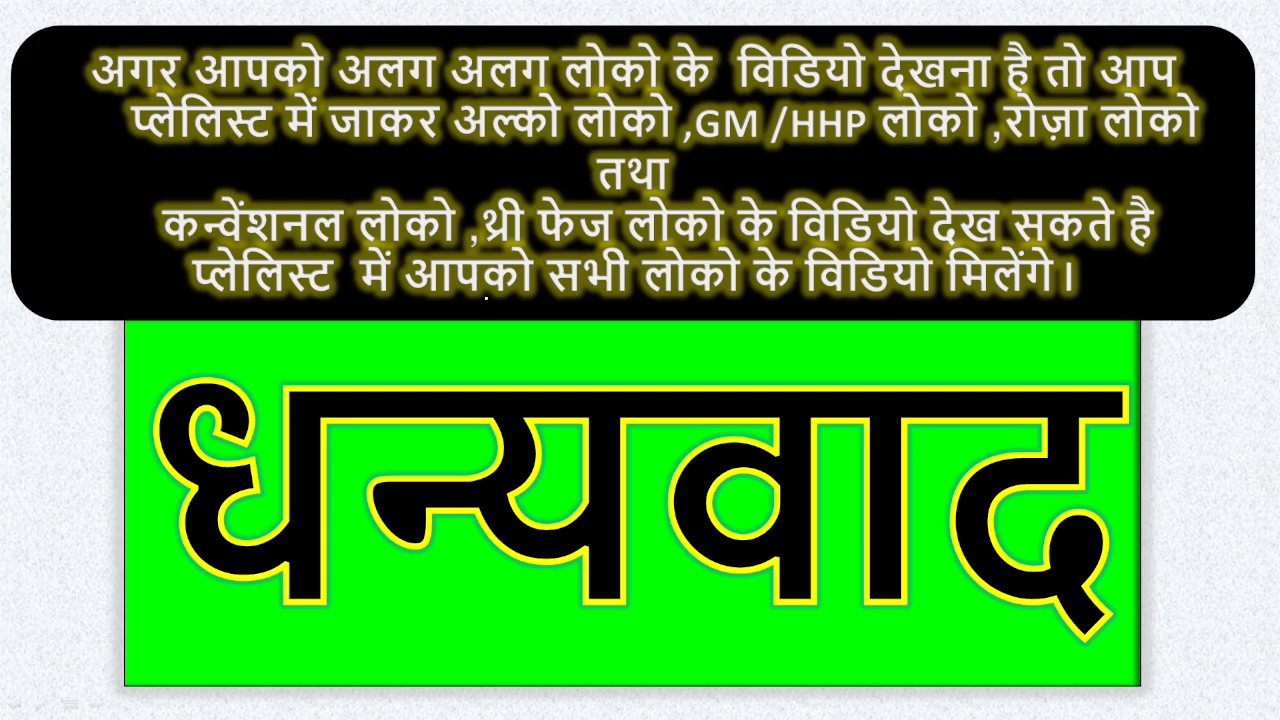 अगर आपको अलग अलग लोको के विडियो देखना है तो आप
प्लेलिस्ट में जाकर अल्को लोको ,GM /HHP लोको ,रोज़ा लोको
तथा
कन्वेंशनल लोको ,थ्री फेज लोको के विडियो देख सकते है
प्लेलिस्ट में आपको सभी लोको के विडियो मिलेंगे ।
धन्यवाद